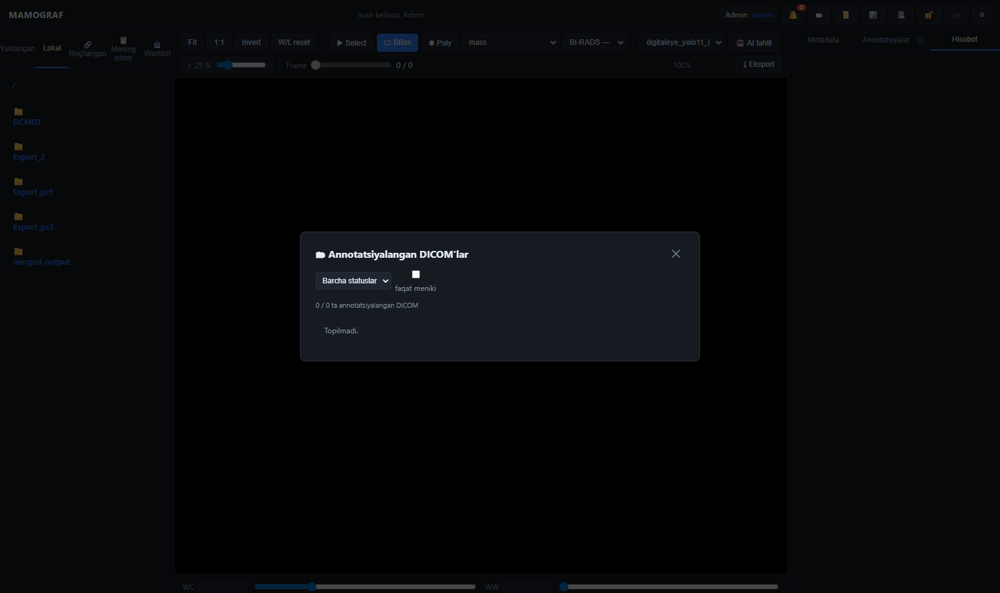 MAMOGRAF
xush kelibsiz, Admin
Admin ADMIN
2
Yuklangan
Lokal
Bog'langan
Mening ishim
Worklist
Fit
1:1
Invert
W/L reset
Select
BBox
Poly
mass
BI-RADS —
digitaleye_yolo11_l
AI tahlil
≥ 25 %
Frame
0 / 0
100%
Eksport
Metadata
Annotatsiyalar 0
Hisobot
/
DCMDT
Export_2
Export_pc1
Export_pc3
merged_output
Annotatsiyalangan DICOM'lar
Barcha statuslar
faqat meniki
0 / 0 ta annotatsiyalangan DICOM
Topilmadi.
WC
WW